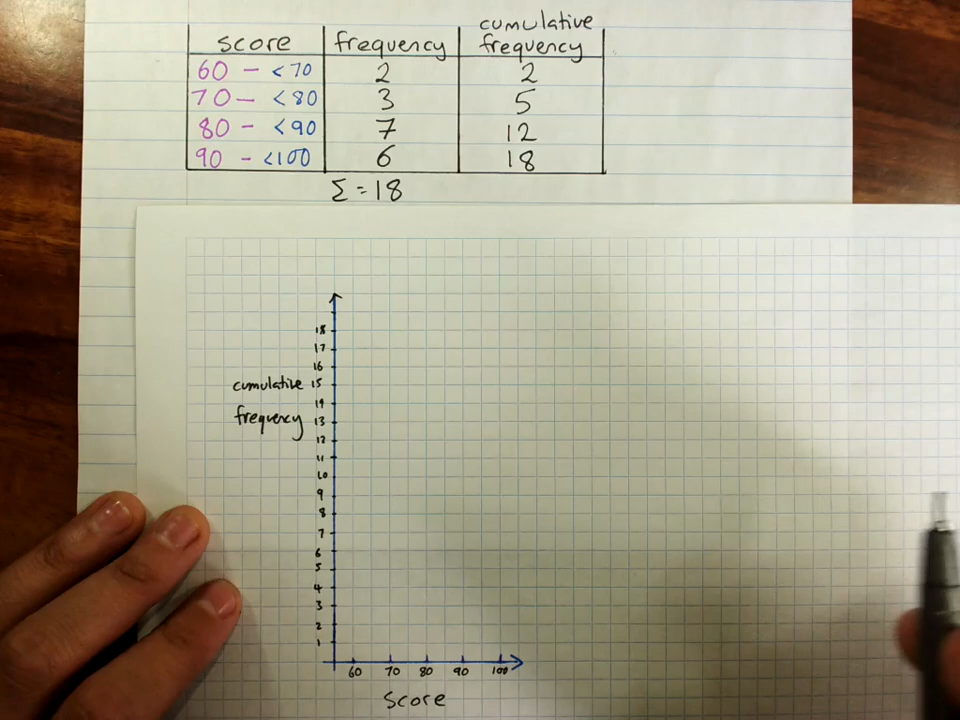 score frequency cumulative frequency
60 – <70 2 2
70 – <80 3 5
80 – <90 7 12
90 – <100 6 18
Σ = 18
18
17
16
cumulative 15
14
frequency 13
12
11
10
9
8
7
6
5
4
3
2
1
60 70 80 90 100
Score